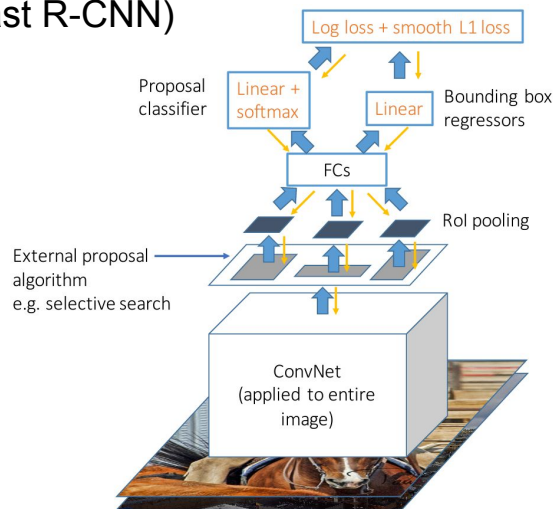 st R-CNN)
Log loss + smooth L1 loss
Proposal
classifier
Linear +
softmax
Linear
Bounding box
regressors
FCs
RoI pooling
External proposal
algorithm
e.g. selective search
ConvNet
(applied to entire
image)